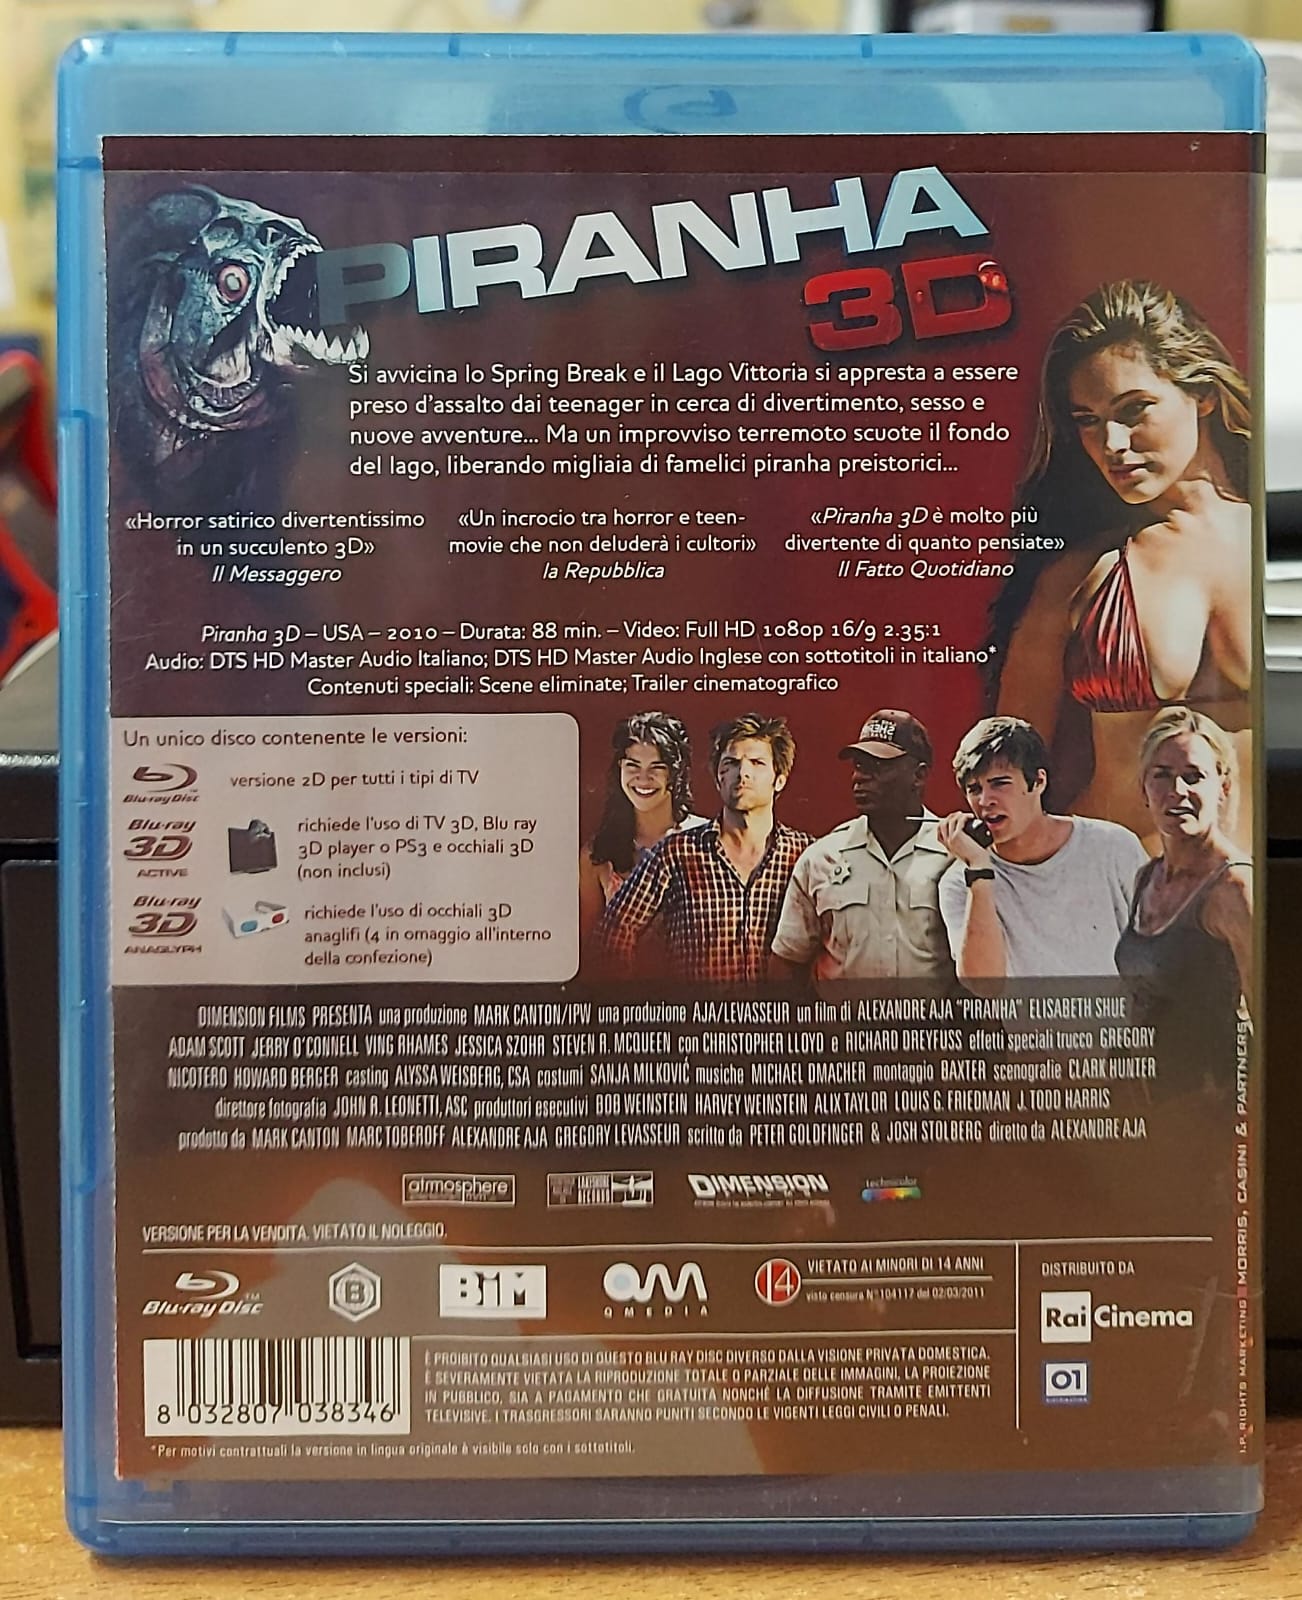 PIRANHA
3D
Si avvicina lo Spring Break e il Lago Vittoria si appresta a essere
preso d'assalto dai teenager in cerca di divertimento, sesso e
nuove avventure... Ma un improvviso terremoto scuote il fondo
del lago, liberando migliaia di famelici piranha preistorici...
«Horror satirico divertentissimo
in un succulento 3D»
Il Messaggero
«Un incrocio tra horror e teen-
movie che non deluderà i cultori»
la Repubblica
«Piranha 3D è molto più
divertente di quanto pensiate»
Il Fatto Quotidiano
Piranha 3D – USA – 2010 – Durata: 88 min. – Video: Full HD 1080p 16/9 2.35:1
Audio: DTS HD Master Audio Italiano; DTS HD Master Audio Inglese con sottotitoli in italiano*
Contenuti speciali: Scene eliminate; Trailer cinematografico
Un unico disco contenente le versioni:
Blu-ray Disc
versione 2D per tutti i tipi di TV
Blu-ray
3D
ACTIVE
richiede l'uso di TV 3D, Blu ray
3D player o PS3 e occhiali 3D
(non inclusi)
Blu-ray
3D
ANAGLYPH
richiede l'uso di occhiali 3D
anaglifi (4 in omaggio all'interno
della confezione)
DIMENSION FILMS PRESENTA una produzione MARK CANTON/IPW una produzione AJA/LEVASSEUR un film di ALEXANDRE AJA "PIRANHA" ELISABETH SHUE
ADAM SCOTT JERRY O'CONNELL VING RHAMES JESSICA SZOHR STEVEN R. MCQUEEN con CHRISTOPHER LLOYD e RICHARD DREYFUSS effetti speciali trucco GREGORY
NICOTERO HOWARD BERGER casting ALYSSA WEISBERG, CSA costumi SANJA MILKOVIĆ musiche MICHAEL DMACHER montaggio BAXTER scenografie CLARK HUNTER
direttore fotografia JOHN R. LEONETTI, ASC produttori esecutivi BOB WEINSTEIN HARVEY WEINSTEIN ALIX TAYLOR LOUIS G. FRIEDMAN J. TODD HARRIS
prodotto da MARK CANTON MARC TOBEROFF ALEXANDRE AJA GREGORY LEVASSEUR scritto da PETER GOLDFINGER & JOSH STOLBERG diretto da ALEXANDRE AJA
atmosphere
LAKESHORE
RECORDS
DIMENSION
technicolor
VERSIONE PER LA VENDITA. VIETATO IL NOLEGGIO.
Blu-ray Disc
B
BiM
QM
QMEDIA
14
VIETATO AI MINORI DI 14 ANNI
visto censura N°104117 del 02/03/2011
DISTRIBUITO DA
Rai Cinema
01
DISTRIBUTION
8 032807 038346
È PROIBITO QUALSIASI USO DI QUESTO BLU RAY DISC DIVERSO DALLA VISIONE PRIVATA DOMESTICA.
È SEVERAMENTE VIETATA LA RIPRODUZIONE TOTALE O PARZIALE DELLE IMMAGINI, LA PROIEZIONE
IN PUBBLICO, SIA A PAGAMENTO CHE GRATUITA NONCHÉ LA DIFFUSIONE TRAMITE EMITTENTI
TELEVISIVE. I TRASGRESSORI SARANNO PUNITI SECONDO LE VIGENTI LEGGI CIVILI O PENALI.
*Per motivi contrattuali la versione in lingua originale è visibile solo con i sottotitoli.
I.P. RIGHTS MARKETING MORRIS, CASINI & PARTNERS